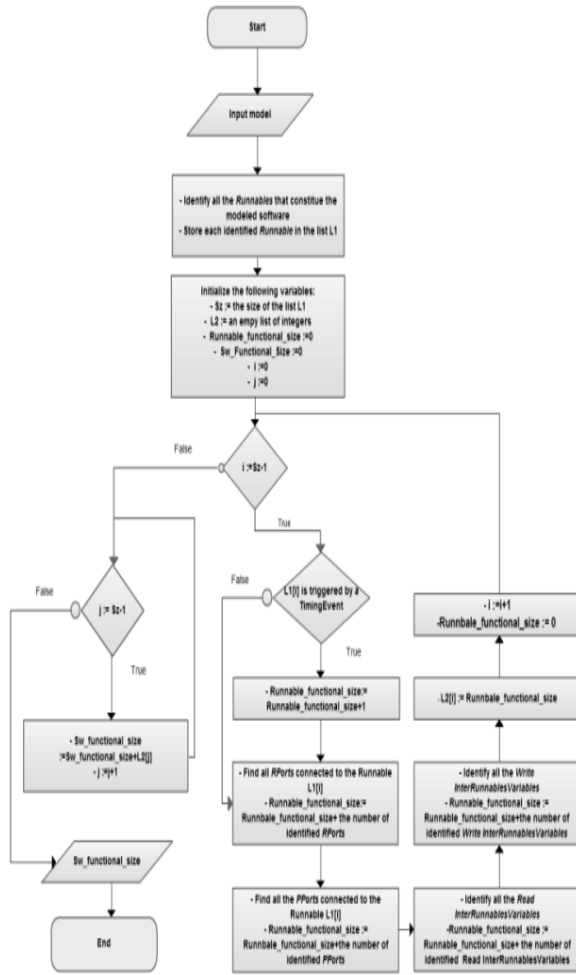 Start
Input model
- Identify all the Runnables that constitue the
modeled software
- Store each identified Runnable in the list L1
Initialize the following variables:
- Sz := the size of the list L1
- L2 := an empy list of integers
- Runnable_functional_size :=0
- Sw_Functional_Size :=0
- i :=0
- j :=0
False
i :=Sz-1
True
False
L1[i] is triggered by a
TimingEvent
True
- i :=i+1
-Runnbale_functional_size := 0
False
j := Sz-1
True
- Runnable_functional_size:=
Runnable_functional_size+1
. L2[i] := Runnbale_functional_size
- Sw_functional_size
:=Sw_functional_size+L2[j]
- j :=j+1
- Find all RPorts connected to the Runnable
L1[i]
- Runnable_functional_size:=
Runnbale_functional_size+ the number of
identified RPorts
- Identify all the Write
InterRunnablesVariables
- Runnable_functional_size :=
Runnable_functional_size+the number of
identified Write InterRunnablesVariables
Sw_functional_size
- Find all the PPorts connected to the
Runnable L1[i]
- Runnable_functional_size :=
Runnbale_functional_size+the number of
identified PPorts
- Identify all the Read
InterRunnablesVariables
-Runnable_functional_size :=
Runnable_functional_size+ the number of
identified Read InterRunnablesVariables
End